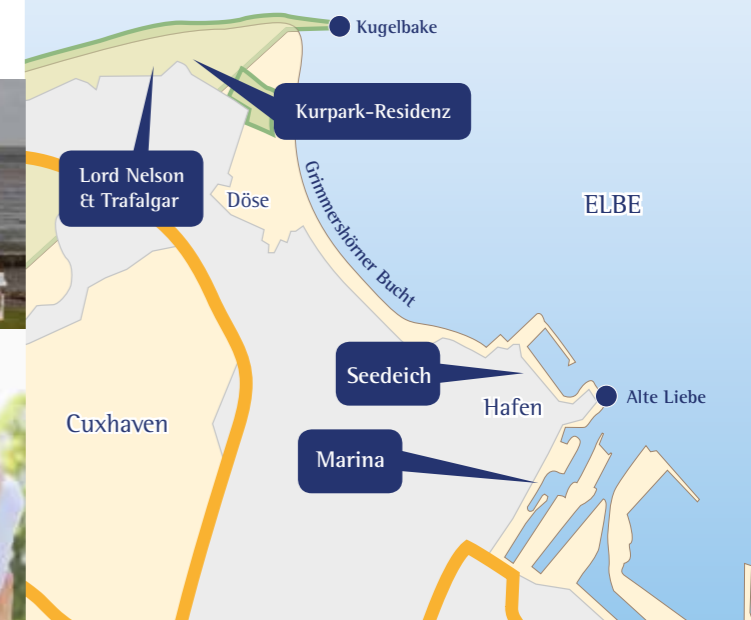 Kugelbake
Kurpark-Residenz
Lord Nelson
& Trafalgar
Döse
Grimmershörner Bucht
ELBE
Seedeich
Hafen
Alte Liebe
Cuxhaven
Marina